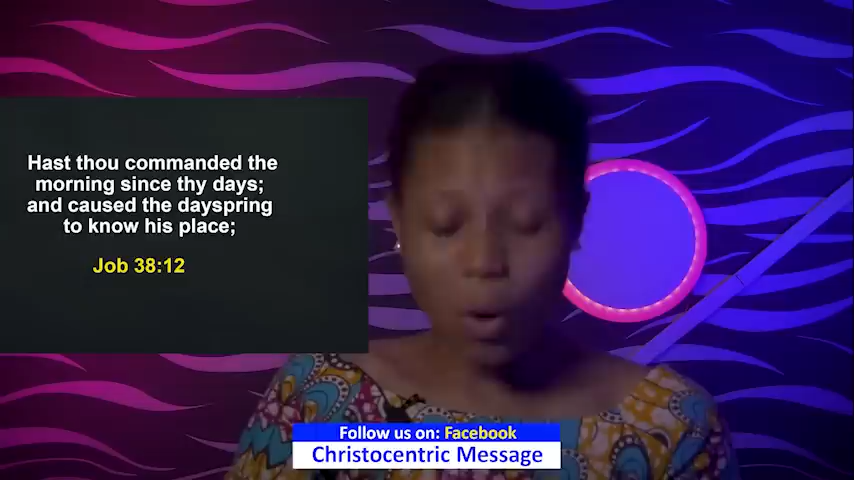 Hast thou commanded the
morning since thy days;
and caused the dayspring
to know his place;
Job 38:12
Follow us on: Facebook
Christocentric Message